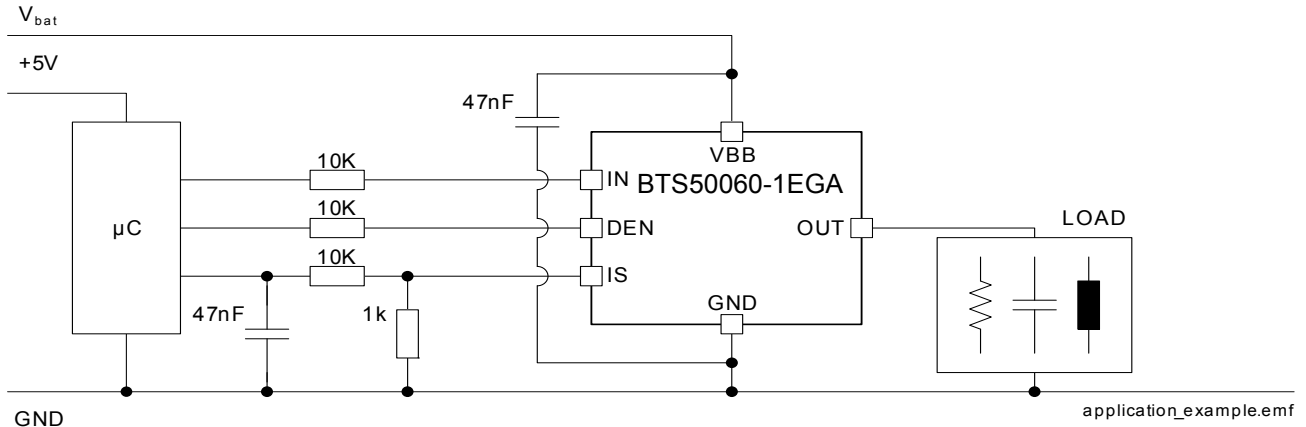 Vbat
+5V
47nF
VBB
10K
IN
BTS50060-1EGA
µC
10K
DEN
OUT
LOAD
10K
IS
47nF
1k
GND
GND
application_example.emf